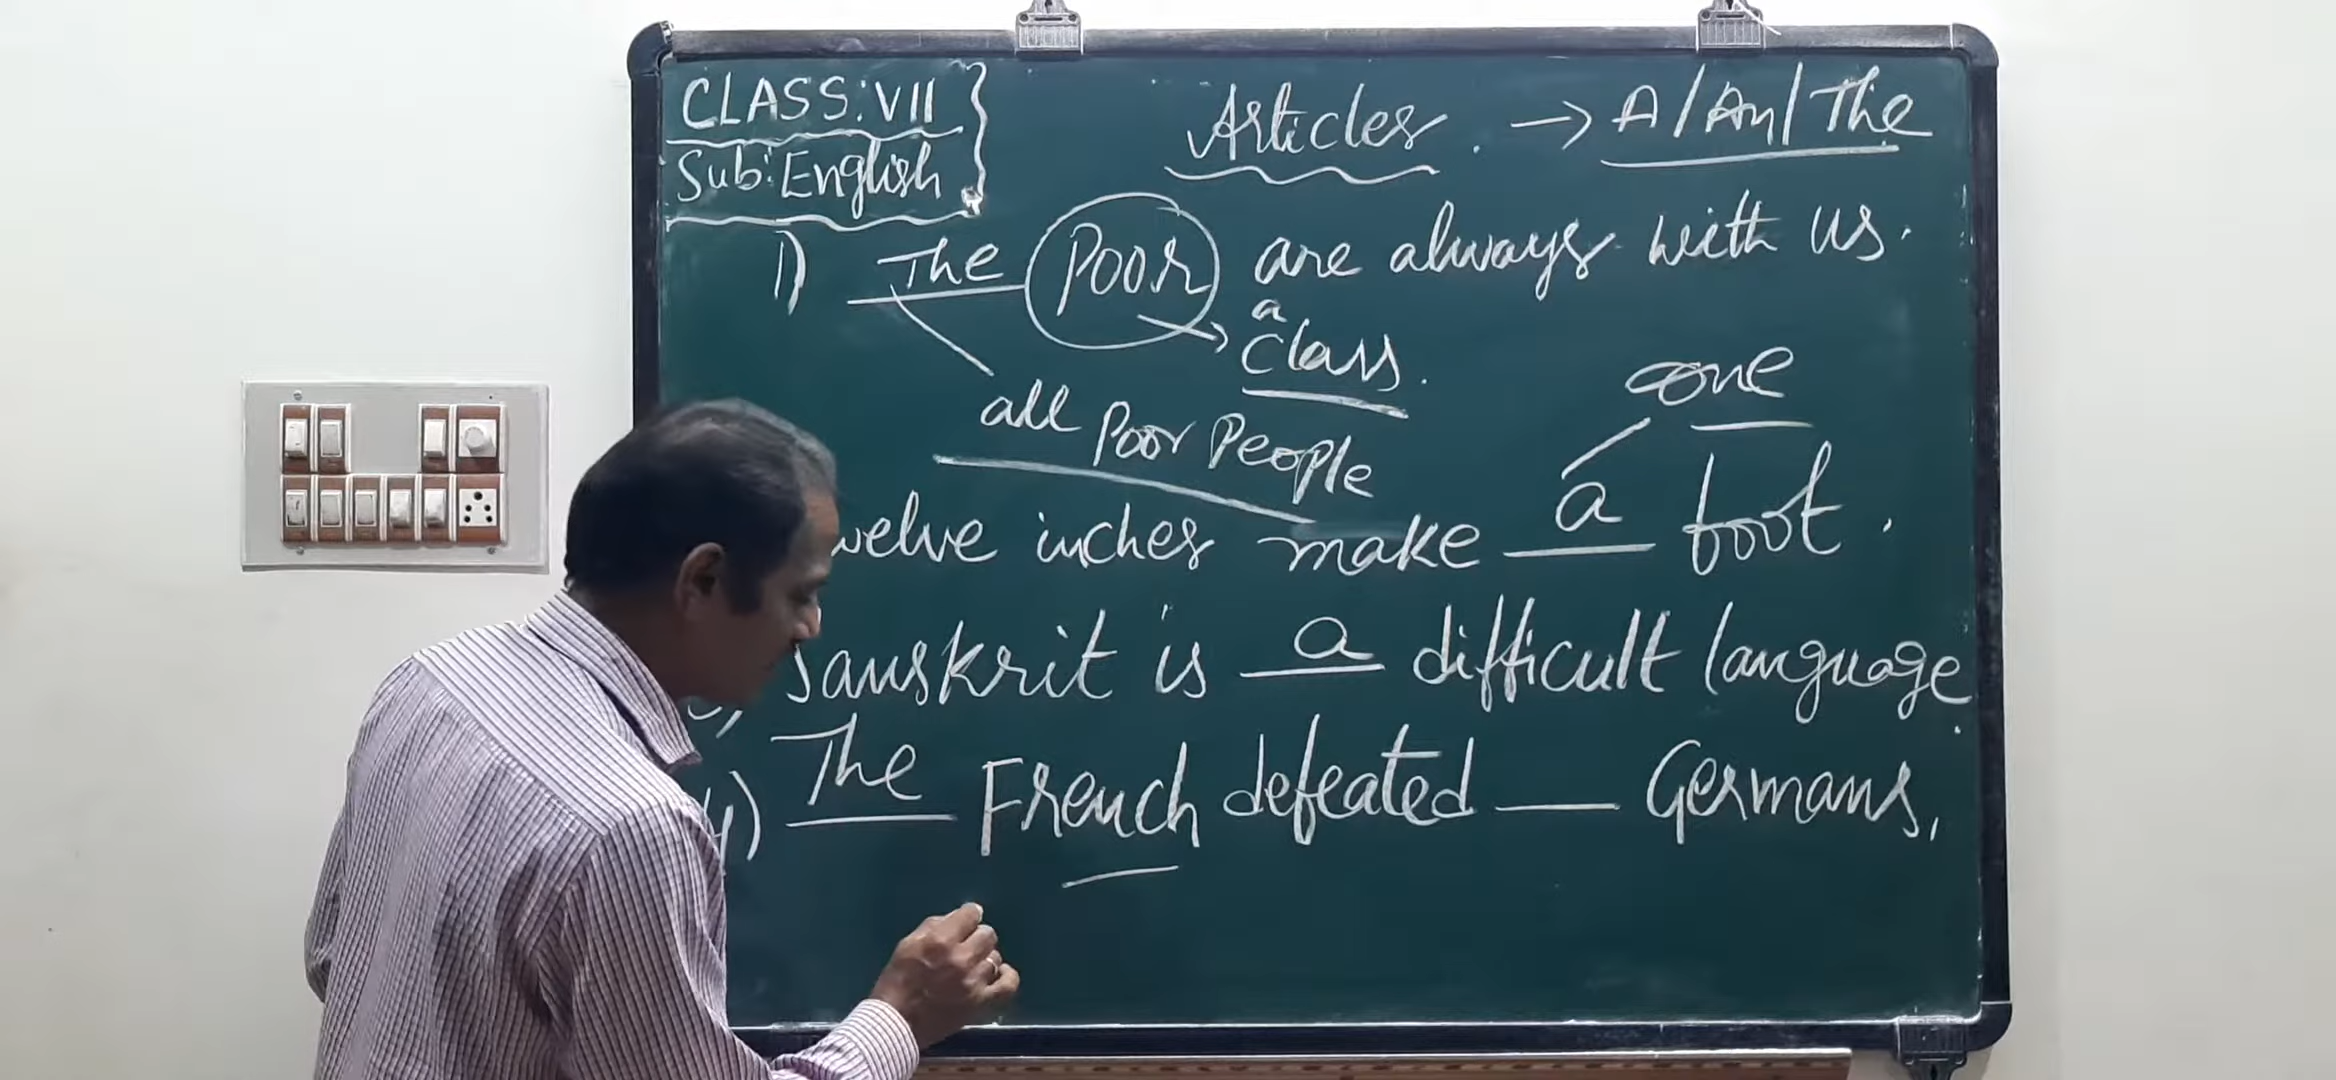 CLASS: VII
Sub: English
Articles. → A/An/The
1) The Poor are always with us.
a
class.
all Poor People
one
welve inches make a foot.
Sanskrit is a difficult language.
4) The French defeated ___ Germans.